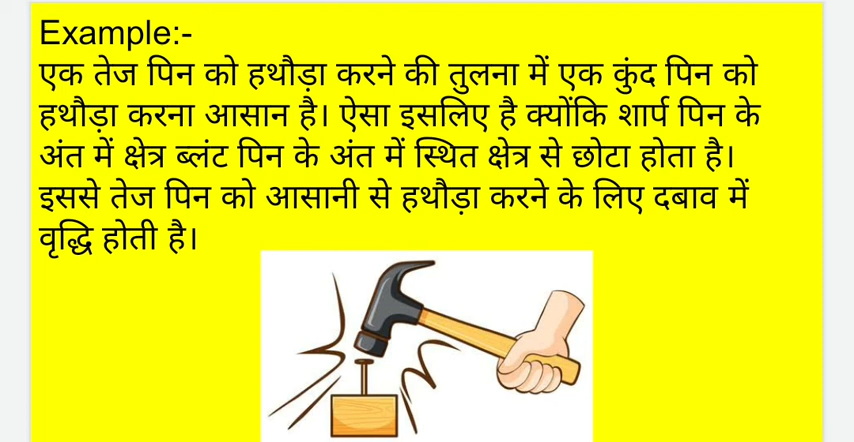 Example:-
एक तेज पिन को हथौड़ा करने की तुलना में एक कुंद पिन को
हथौड़ा करना आसान है। ऐसा इसलिए है क्योंकि शार्प पिन के
अंत में क्षेत्र ब्लंट पिन के अंत में स्थित क्षेत्र से छोटा होता है।
इससे तेज पिन को आसानी से हथौड़ा करने के लिए दबाव में
वृद्धि होती है।